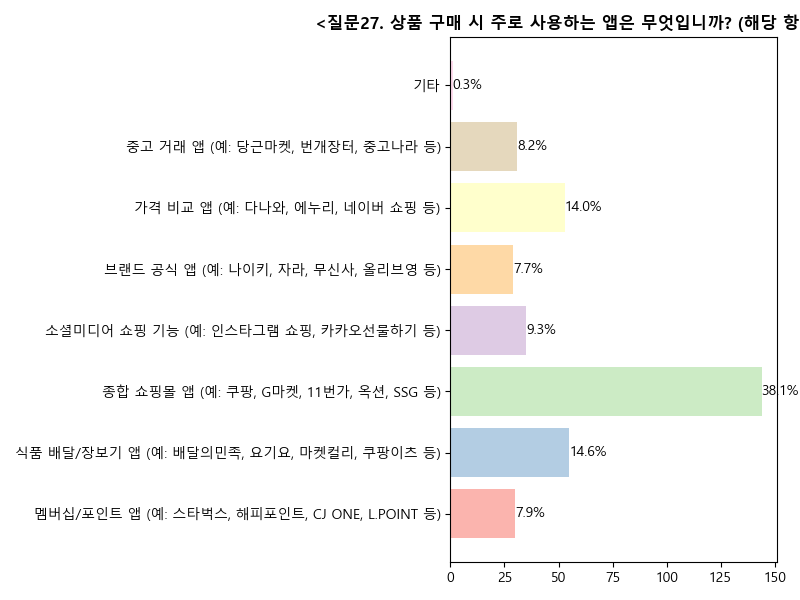 <질문27. 상품 구매 시 주로 사용하는 앱은 무엇입니까? (해당 항
기타
0.3%
중고 거래 앱 (예: 당근마켓, 번개장터, 중고나라 등)
8.2%
가격 비교 앱 (예: 다나와, 에누리, 네이버 쇼핑 등)
14.0%
브랜드 공식 앱 (예: 나이키, 자라, 무신사, 올리브영 등)
7.7%
소셜미디어 쇼핑 기능 (예: 인스타그램 쇼핑, 카카오선물하기 등)
9.3%
종합 쇼핑몰 앱 (예: 쿠팡, G마켓, 11번가, 옥션, SSG 등)
38.1%
식품 배달/장보기 앱 (예: 배달의민족, 요기요, 마켓컬리, 쿠팡이츠 등)
14.6%
멤버십/포인트 앱 (예: 스타벅스, 해피포인트, CJ ONE, L.POINT 등)
7.9%
0 25 50 75 100 125 150